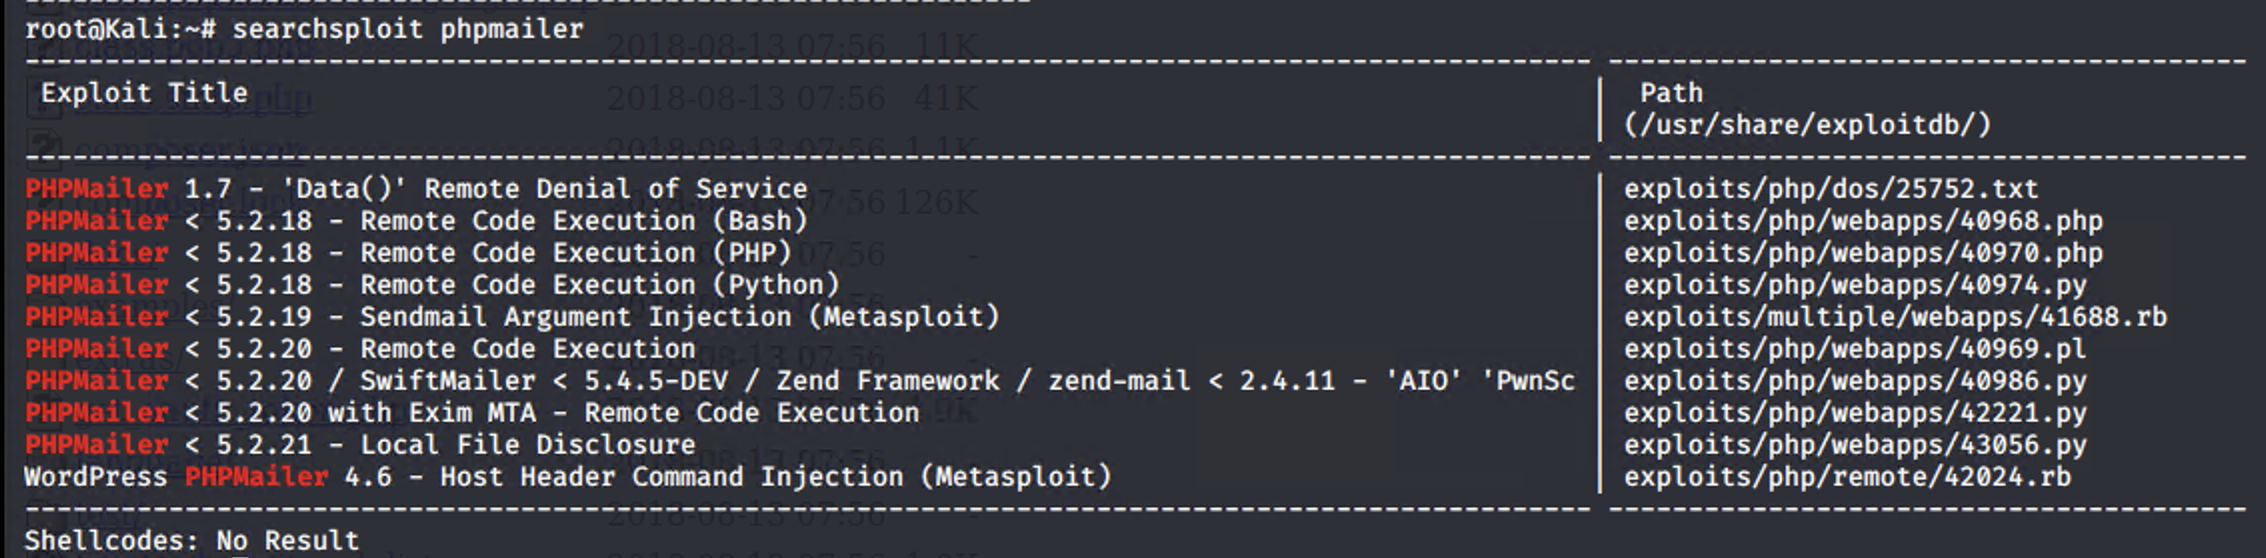 root@Kali:~# searchsploit phpmailer
Exploit Title | Path
| (/usr/share/exploitdb/)
PHPMailer 1.7 - 'Data()' Remote Denial of Service | exploits/php/dos/25752.txt
PHPMailer < 5.2.18 - Remote Code Execution (Bash) | exploits/php/webapps/40968.php
PHPMailer < 5.2.18 - Remote Code Execution (PHP) | exploits/php/webapps/40970.php
PHPMailer < 5.2.18 - Remote Code Execution (Python) | exploits/php/webapps/40974.py
PHPMailer < 5.2.19 - Sendmail Argument Injection (Metasploit) | exploits/multiple/webapps/41688.rb
PHPMailer < 5.2.20 - Remote Code Execution | exploits/php/webapps/40969.pl
PHPMailer < 5.2.20 / SwiftMailer < 5.4.5-DEV / Zend Framework / zend-mail < 2.4.11 - 'AIO' 'PwnSc | exploits/php/webapps/40986.py
PHPMailer < 5.2.20 with Exim MTA - Remote Code Execution | exploits/php/webapps/42221.py
PHPMailer < 5.2.21 - Local File Disclosure | exploits/php/webapps/43056.py
WordPress PHPMailer 4.6 - Host Header Command Injection (Metasploit) | exploits/php/remote/42024.rb
Shellcodes: No Result